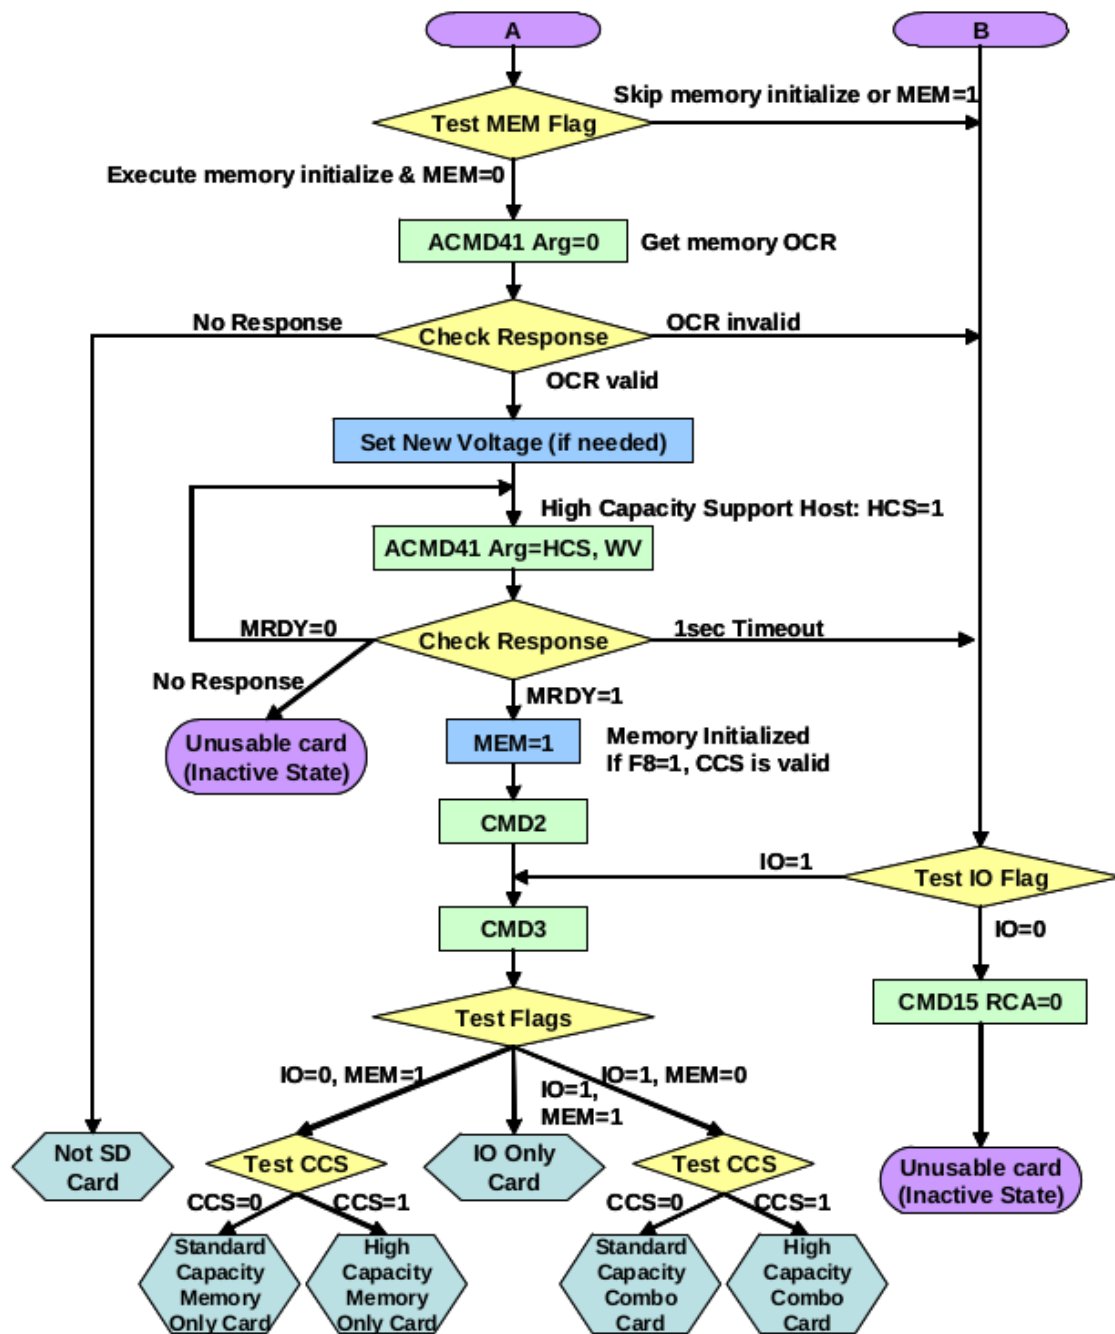 A
B
Skip memory initialize or MEM=1
Test MEM Flag
Execute memory initialize & MEM=0
ACMD41 Arg=0
Get memory OCR
No Response
Check Response
OCR invalid
OCR valid
Set New Voltage (if needed)
High Capacity Support Host: HCS=1
ACMD41 Arg=HCS, WV
MRDY=0
Check Response
1sec Timeout
No Response
MRDY=1
Unusable card
(Inactive State)
MEM=1
Memory Initialized
If F8=1, CCS is valid
CMD2
IO=1
Test IO Flag
CMD3
IO=0
CMD15 RCA=0
Test Flags
IO=0, MEM=1
IO=1,
MEM=1
IO=1, MEM=0
Not SD
Card
Test CCS
IO Only
Card
Test CCS
Unusable card
(Inactive State)
CCS=0
CCS=1
CCS=0
CCS=1
Standard
Capacity
Memory
Only Card
High
Capacity
Memory
Only Card
Standard
Capacity
Combo
Card
High
Capacity
Combo
Card